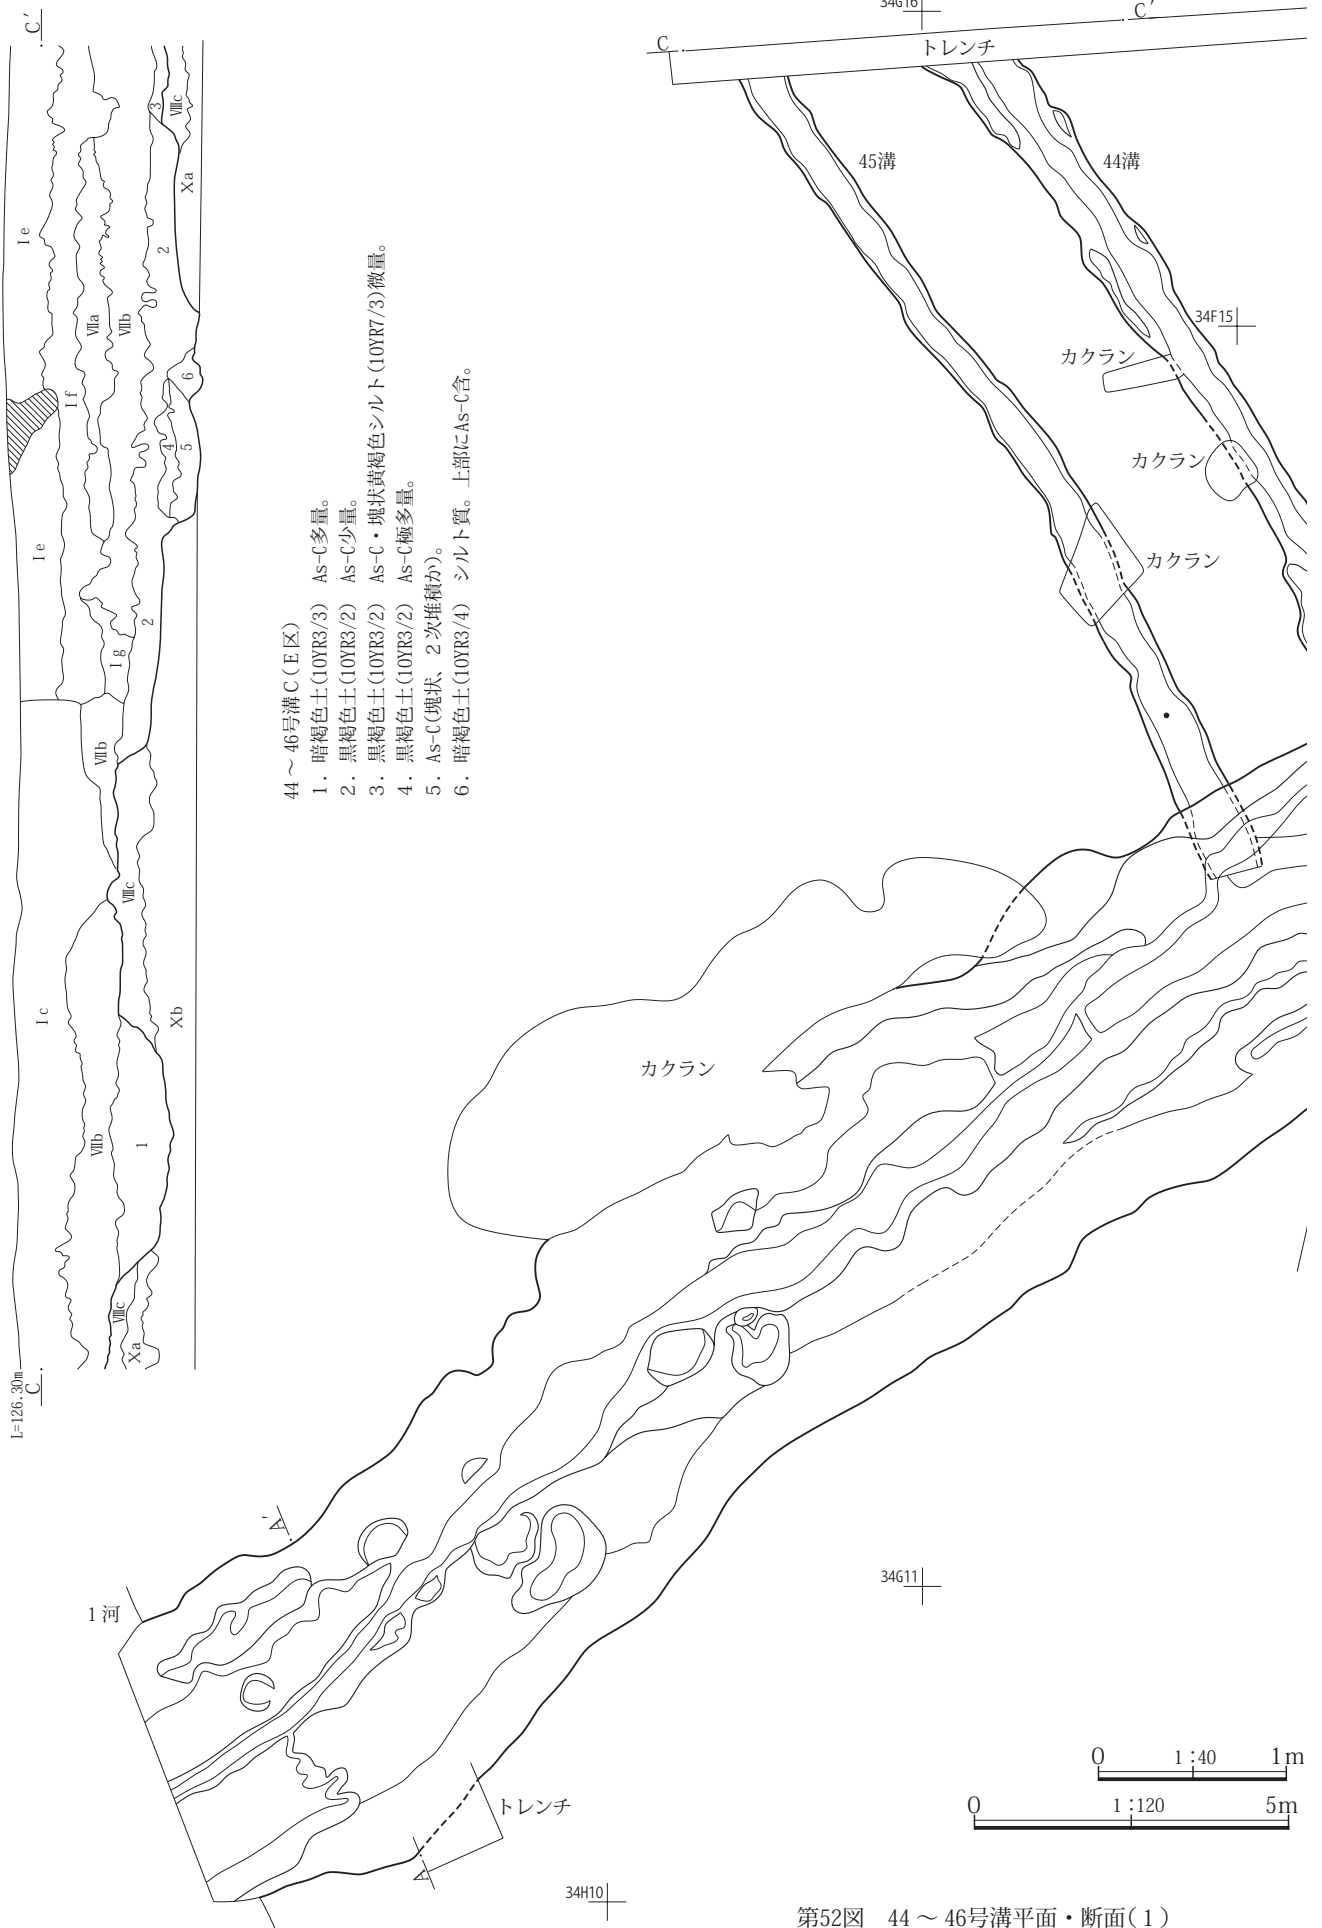 34G16
C
C′
トレンチ
45溝
44溝
34F15
カクラン
カクラン
カクラン
カクラン
C′
Ⅰe
Ⅰf
Ⅶa
Ⅶb
3
Ⅷc
Ⅹa
2
6
4
5
Ⅰe
Ⅰg
2
Ⅶb
Ⅷc
Ⅰc
Ⅹb
Ⅶb
1
Ⅷc
Ⅹa
L=126.30m
C
44～46号溝C(E区)
1．暗褐色土(10YR3/3)　As-C多量。
2．黒褐色土(10YR3/2)　As-C少量。
3．黒褐色土(10YR3/2)　As-C・塊状黄褐色シルト(10YR7/3)微量。
4．黒褐色土(10YR3/2)　As-C極多量。
5．As-C(塊状、2次堆積か)。
6．暗褐色土(10YR3/4)　シルト質。上部にAs-C含。
A′
1河
トレンチ
A
34G11
34H10
0　1:40　1m
0　1:120　5m
第52図　44～46号溝平面・断面(1)